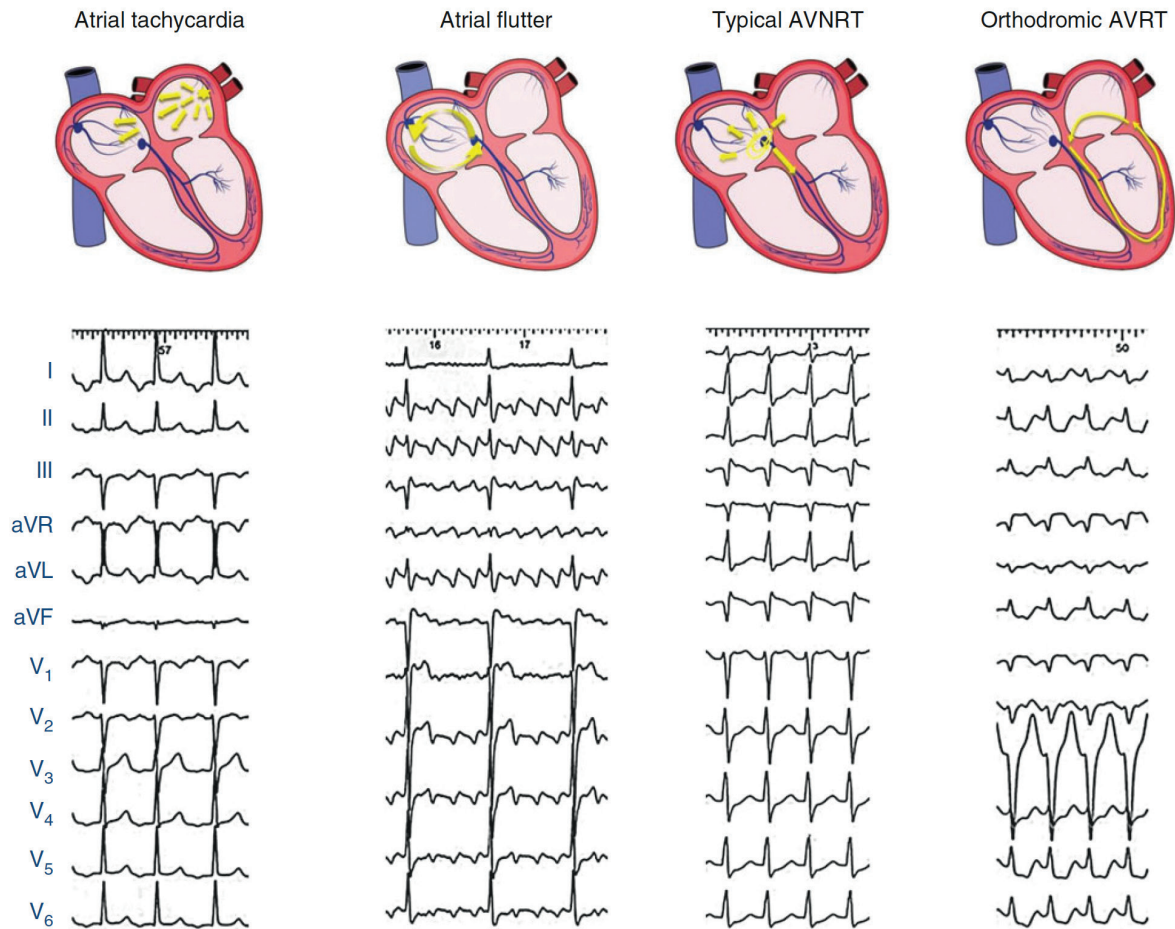 Atrial tachycardia Atrial flutter Typical AVNRT Orthodromic AVRT
57 16 17 13 50
I
II
III
aVR
aVL
aVF
V1
V2
V3
V4
V5
V6